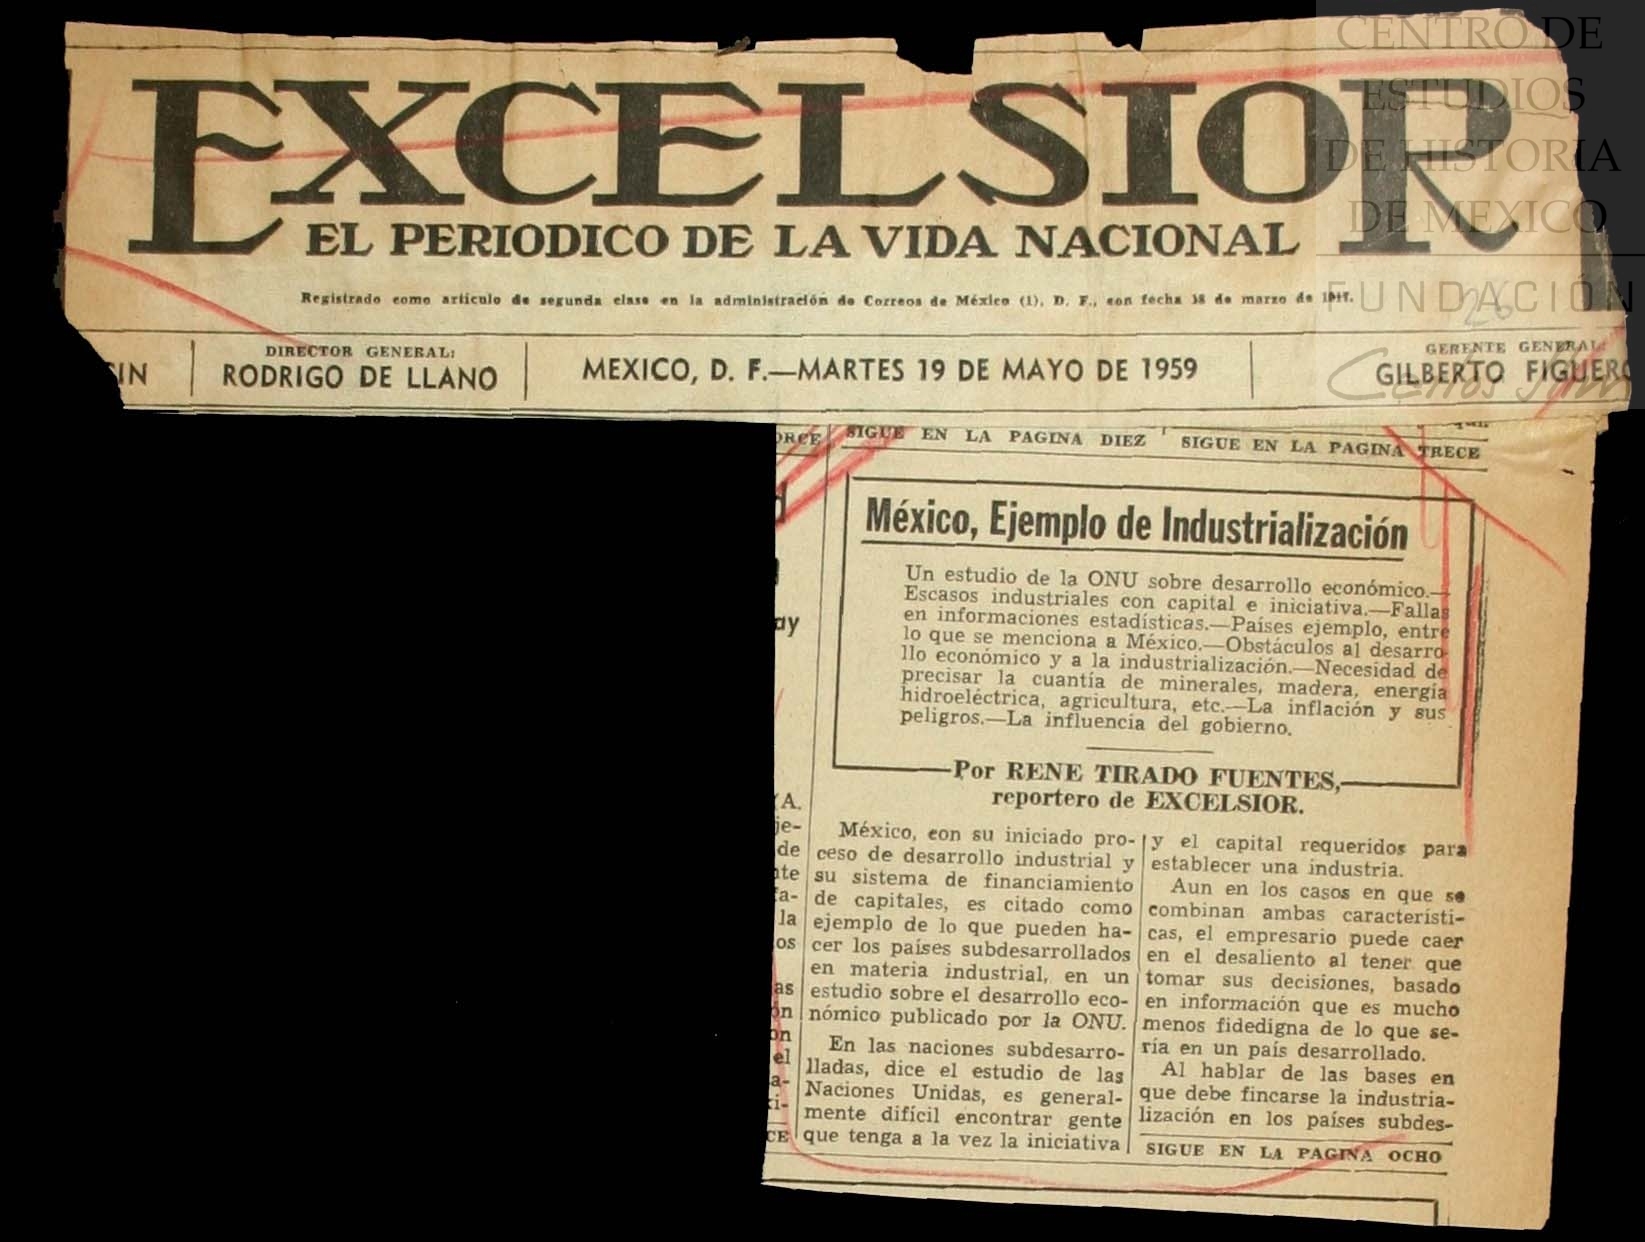 CENTRO DE
ESTUDIOS
DE HISTORIA
DE MEXICO
FUNDACIÓN
EXCELSIOR
EL PERIODICO DE LA VIDA NACIONAL
Registrado como artículo de segunda clase en la administración de Correos de México (1), D. F., con fecha 18 de marzo de 1917.
SIN
DIRECTOR GENERAL:
RODRIGO DE LLANO
MEXICO, D. F.—MARTES 19 DE MAYO DE 1959
GERENTE GENERAL:
GILBERTO FIGUERO
ORCE
SIGUE EN LA PAGINA DIEZ
SIGUE EN LA PAGINA TRECE
México, Ejemplo de Industrialización
Un estudio de la ONU sobre desarrollo económico.—
Escasos industriales con capital e iniciativa.—Fallas
en informaciones estadísticas.—Países ejemplo, entre
lo que se menciona a México.—Obstáculos al desarro-
llo económico y a la industrialización.—Necesidad de
precisar la cuantía de minerales, madera, energía
hidroeléctrica, agricultura, etc.—La inflación y sus
peligros.—La influencia del gobierno.
Por RENE TIRADO FUENTES,
reportero de EXCELSIOR.
México, con su iniciado pro-
ceso de desarrollo industrial y
su sistema de financiamiento
de capitales, es citado como
ejemplo de lo que pueden ha-
cer los países subdesarrollados
en materia industrial, en un
estudio sobre el desarrollo eco-
nómico publicado por la ONU.
En las naciones subdesarro-
lladas, dice el estudio de las
Naciones Unidas, es general-
mente difícil encontrar gente
que tenga a la vez la iniciativa
y el capital requeridos para
establecer una industria.
Aun en los casos en que se
combinan ambas característi-
cas, el empresario puede caer
en el desaliento al tener que
tomar sus decisiones, basado
en información que es mucho
menos fidedigna de lo que se-
ría en un país desarrollado.
Al hablar de las bases en
que debe fincarse la industria-
lización en los países subdes-
SIGUE EN LA PAGINA OCHO